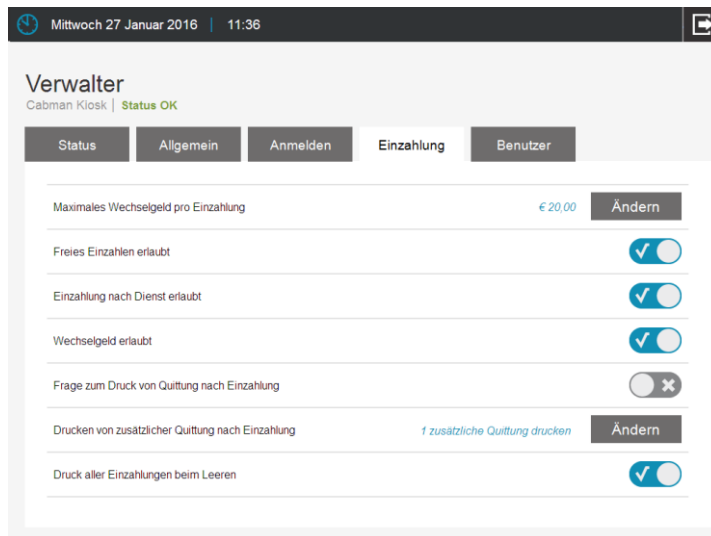 Mittwoch 27 Januar 2016 | 11:36
Verwalter
Cabman Kiosk | Status OK
Status Allgemein Anmelden Einzahlung Benutzer
Maximales Wechselgeld pro Einzahlung € 20,00 Ändern
Freies Einzahlen erlaubt
Einzahlung nach Dienst erlaubt
Wechselgeld erlaubt
Frage zum Druck von Quittung nach Einzahlung
Drucken von zusätzlicher Quittung nach Einzahlung 1 zusätzliche Quittung drucken Ändern
Druck aller Einzahlungen beim Leeren